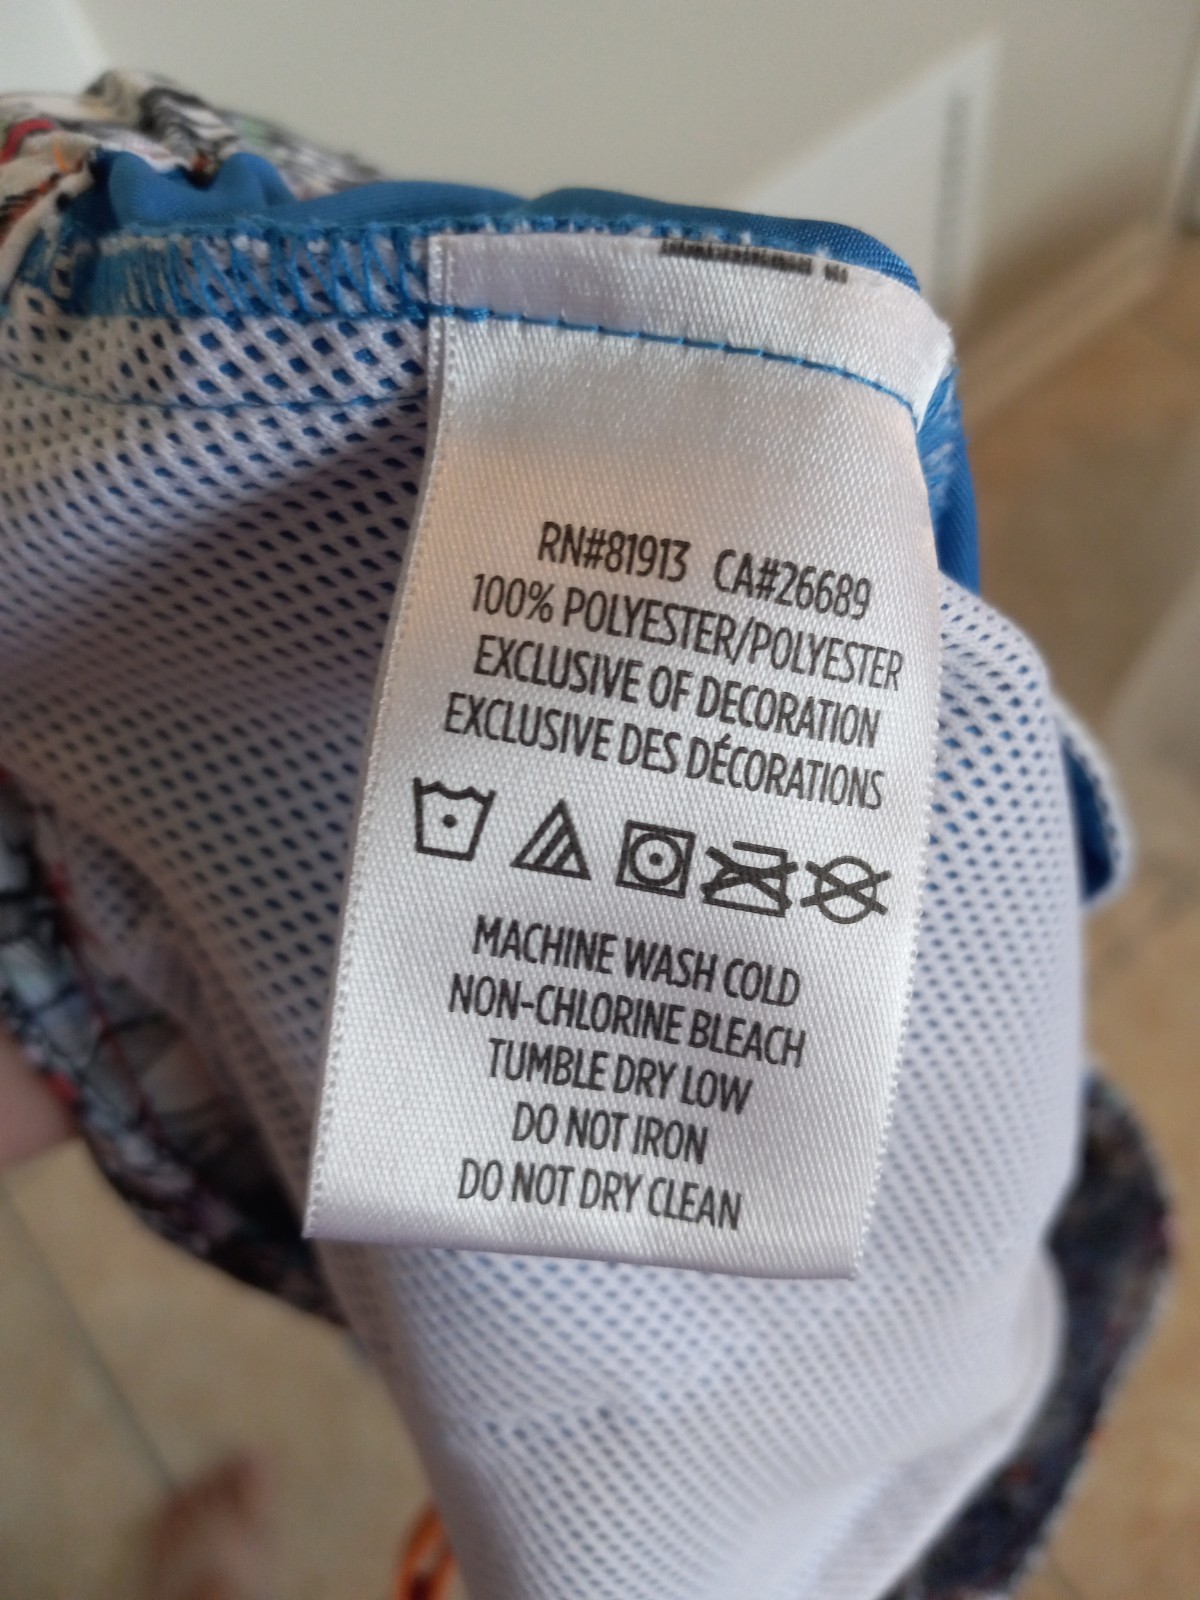 RN#81913 CA#26689
100% POLYESTER/POLYESTER
EXCLUSIVE OF DECORATION
EXCLUSIVE DES DÉCORATIONS
MACHINE WASH COLD
NON-CHLORINE BLEACH
TUMBLE DRY LOW
DO NOT IRON
DO NOT DRY CLEAN